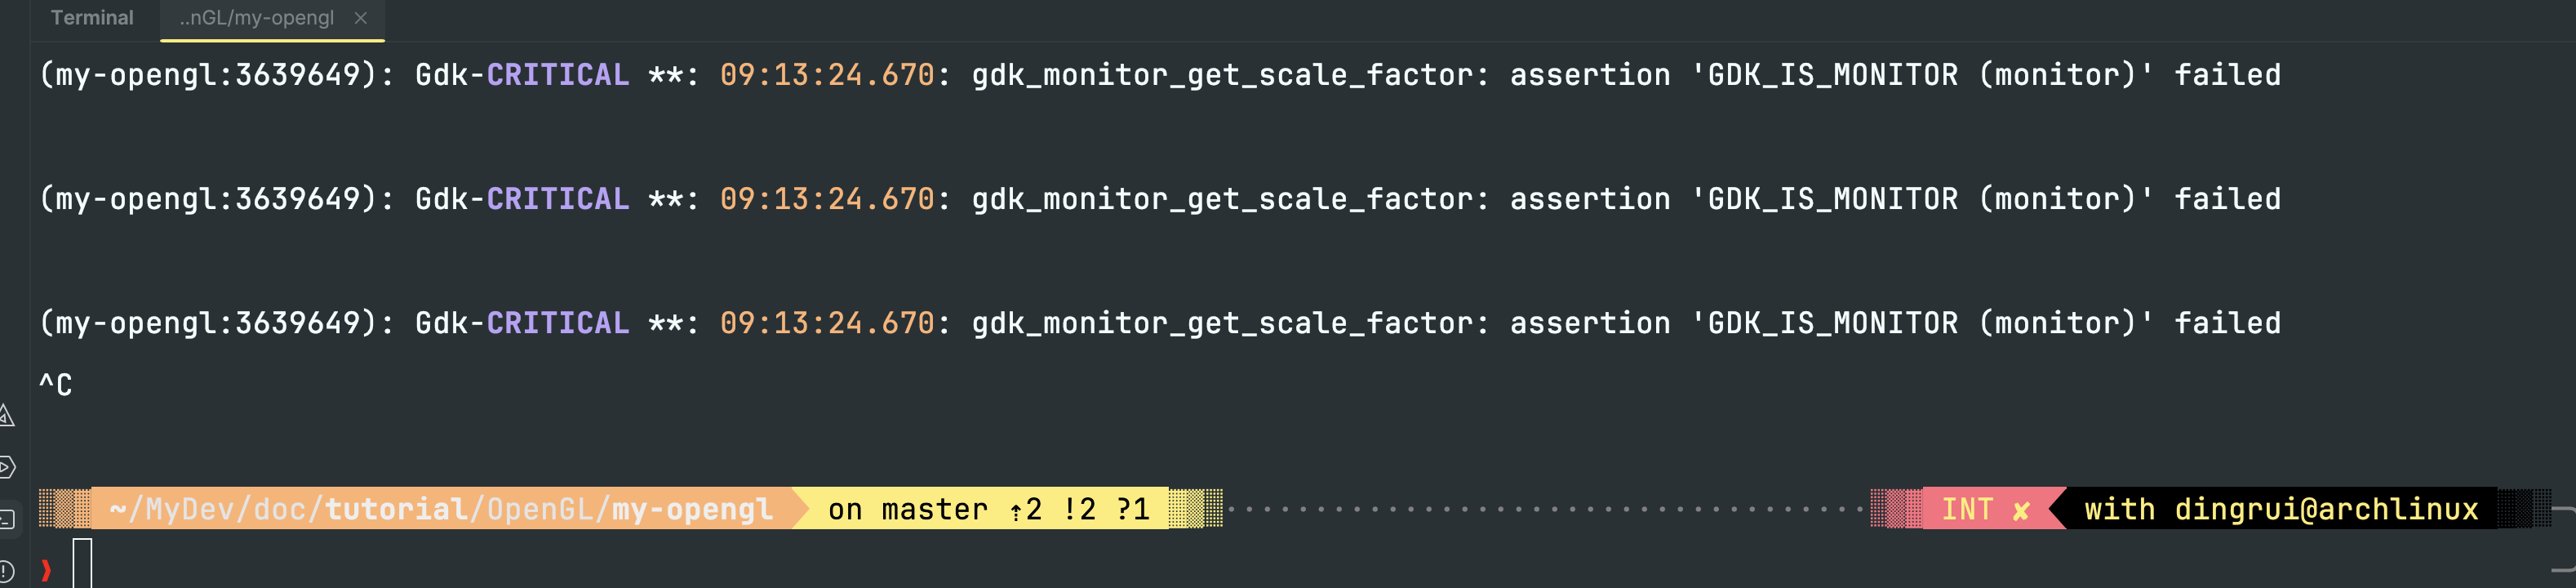 Terminal ..nGL/my-opengl ×
(my-opengl:3639649): Gdk-CRITICAL **: 09:13:24.670: gdk_monitor_get_scale_factor: assertion 'GDK_IS_MONITOR (monitor)' failed
(my-opengl:3639649): Gdk-CRITICAL **: 09:13:24.670: gdk_monitor_get_scale_factor: assertion 'GDK_IS_MONITOR (monitor)' failed
(my-opengl:3639649): Gdk-CRITICAL **: 09:13:24.670: gdk_monitor_get_scale_factor: assertion 'GDK_IS_MONITOR (monitor)' failed
^C
~/MyDev/doc/tutorial/OpenGL/my-opengl on master ⇡2 !2 ?1 INT ✘ with dingrui@archlinux
❯